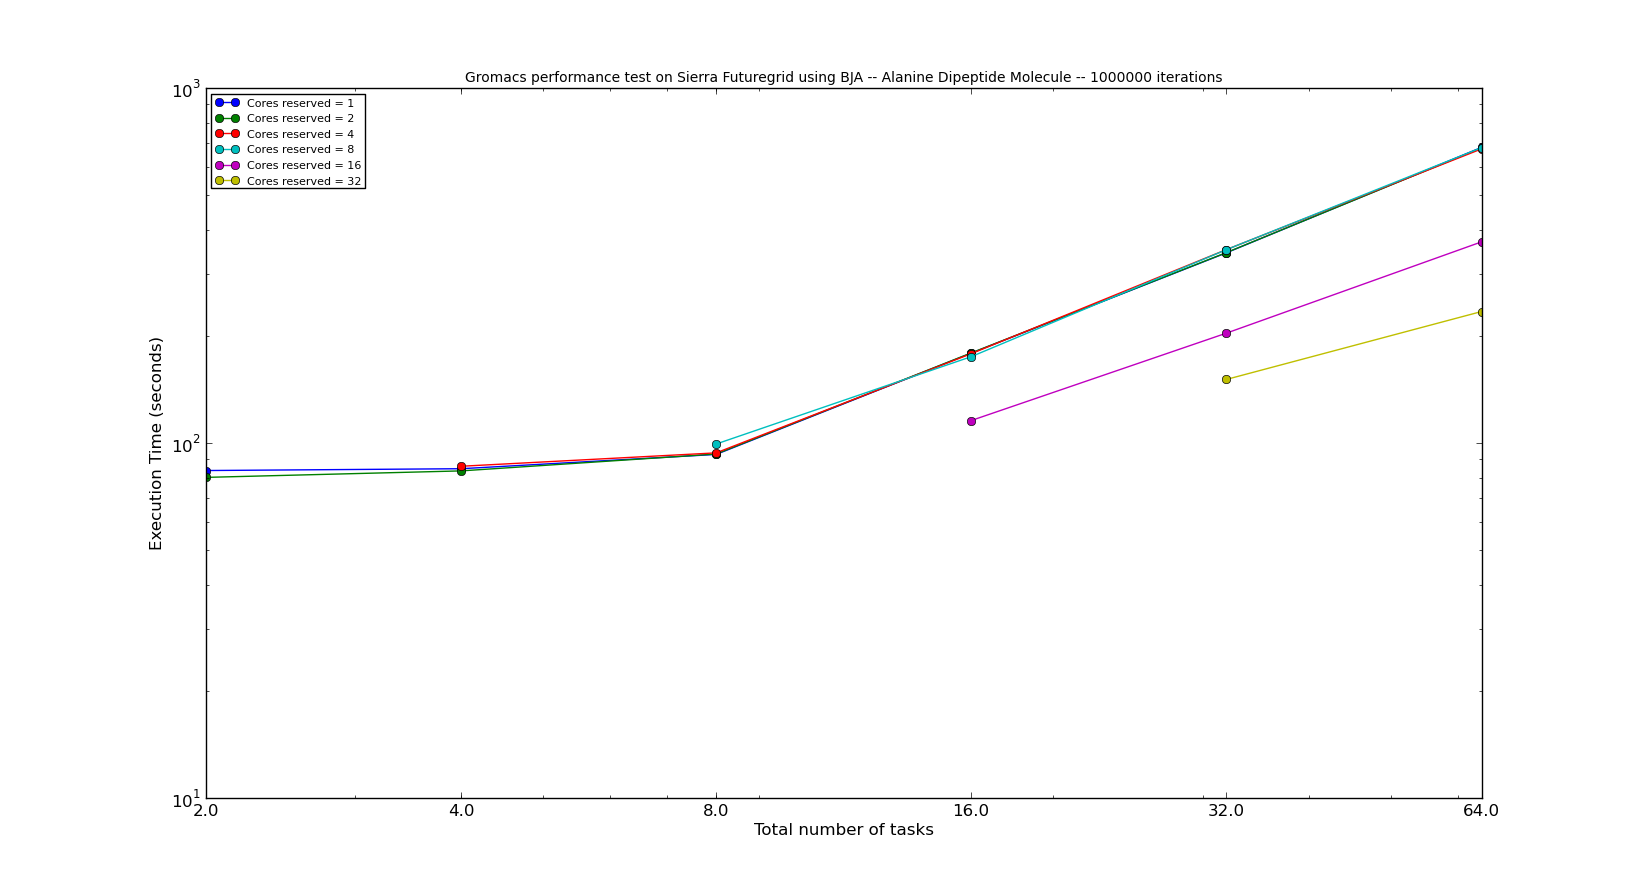 Gromacs performance test on Sierra Futuregrid using BJA -- Alanine Dipeptide Molecule -- 1000000 iterations
10³
Cores reserved = 1
Cores reserved = 2
Cores reserved = 4
Cores reserved = 8
Cores reserved = 16
Cores reserved = 32
Execution Time (seconds)
10²
10¹
2.0 4.0 8.0 16.0 32.0 64.0
Total number of tasks